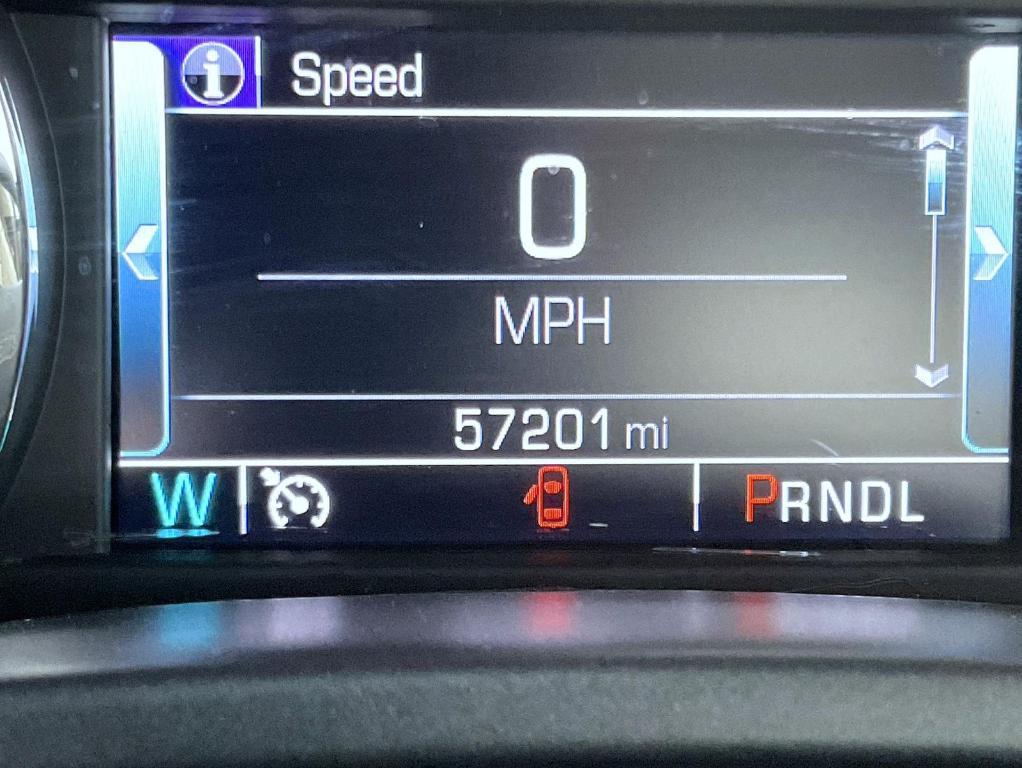 Speed
0
MPH
57201 mi
W PRNDL